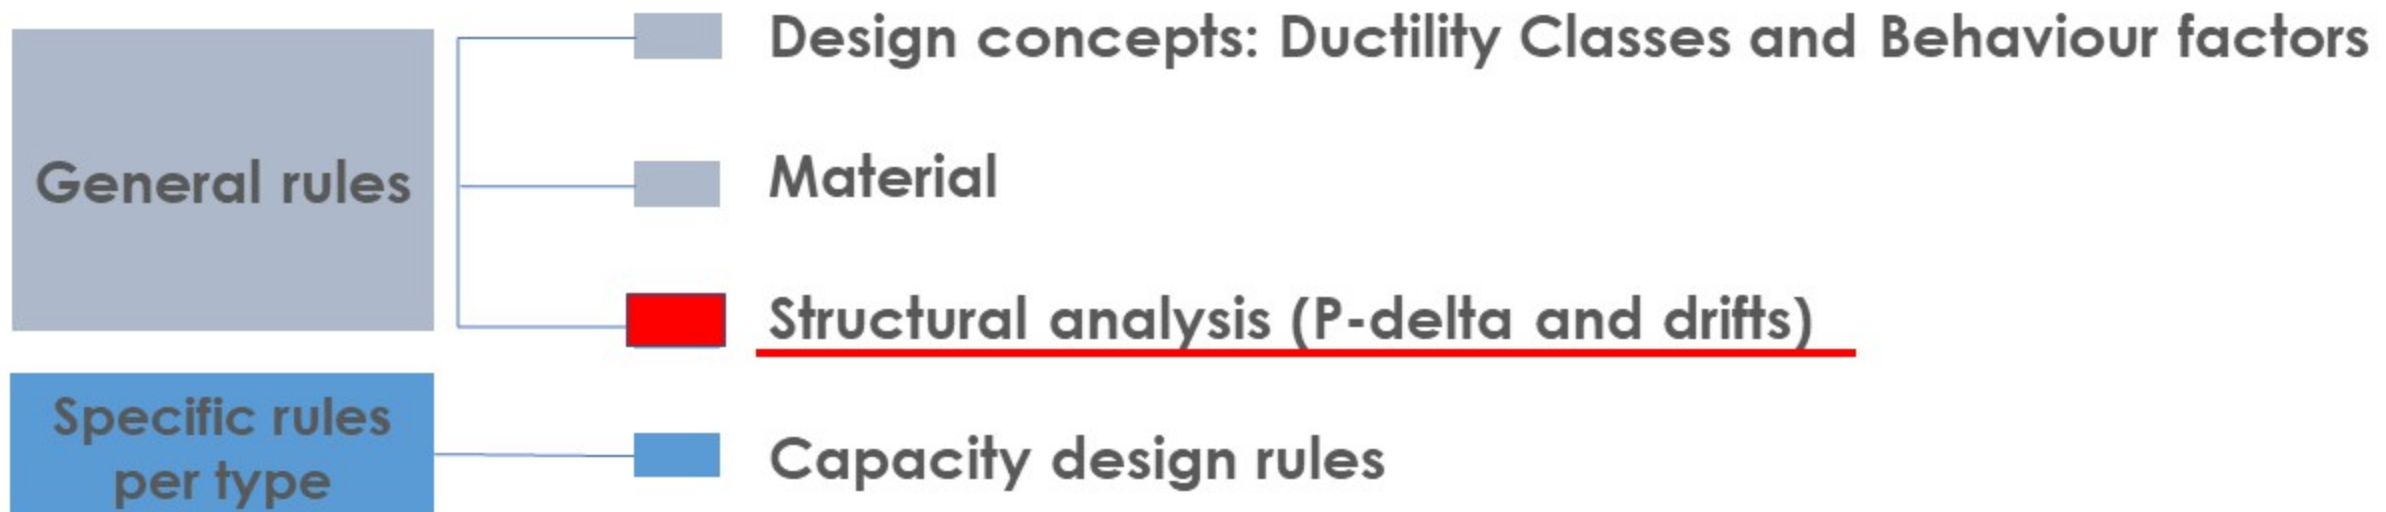 General rules
Design concepts: Ductility Classes and Behaviour factors
Material
Structural analysis (P-delta and drifts)
Specific rules
per type
Capacity design rules